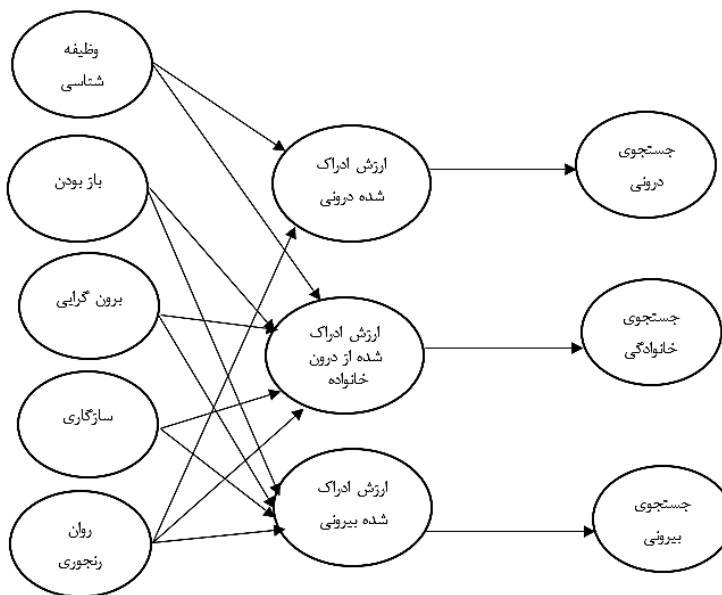 وظیفه
شناسی
باز بودن
برون گرایی
سازگاری
روان
رنجوری
ارزش ادراک
شده درونی
ارزش ادراک
شده از درون
خانواده
ارزش ادراک
شده بیرونی
جستجوی
درونی
جستجوی
خانوادگی
جستجوی
بیرونی